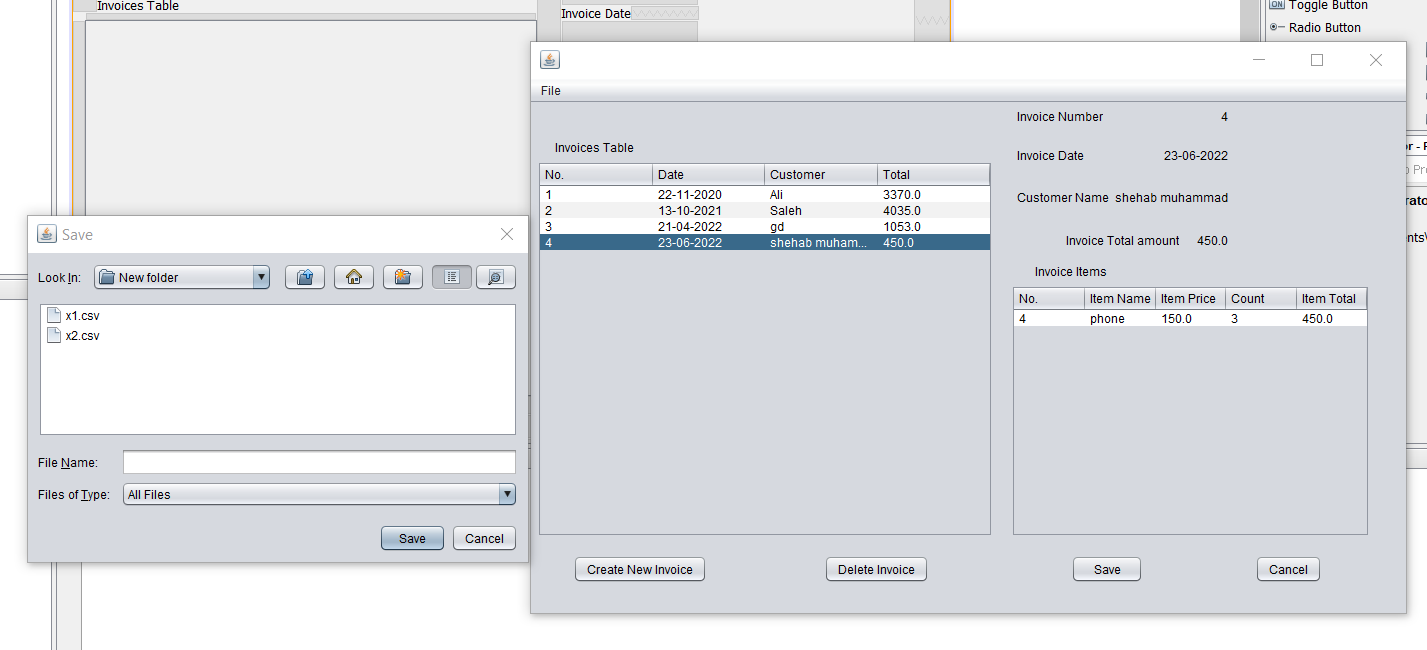 Invoices Table
Invoice Date
ON Toggle Button
Radio Button
File
Invoice Number 4
Invoice Date 23-06-2022
Customer Name shehab muhammad
Invoice Total amount 450.0
Invoices Table
No. Date Customer Total
1 22-11-2020 Ali 3370.0
2 13-10-2021 Saleh 4035.0
3 21-04-2022 gd 1053.0
4 23-06-2022 shehab muham... 450.0
Invoice Items
No. Item Name Item Price Count Item Total
4 phone 150.0 3 450.0
Create New Invoice Delete Invoice Save Cancel
Save
Look In: New folder
x1.csv
x2.csv
File Name:
Files of Type: All Files
Save Cancel